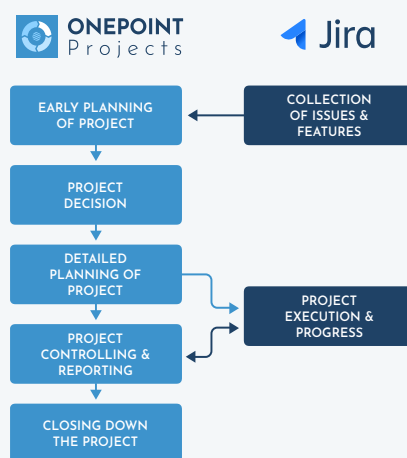 ONEPOINT
Projects
Jira
EARLY PLANNING
OF PROJECT
COLLECTION
OF ISSUES &
FEATURES
PROJECT
DECISION
DETAILED
PLANNING OF
PROJECT
PROJECT
EXECUTION &
PROGRESS
PROJECT
CONTROLLING &
REPORTING
CLOSING DOWN
THE PROJECT